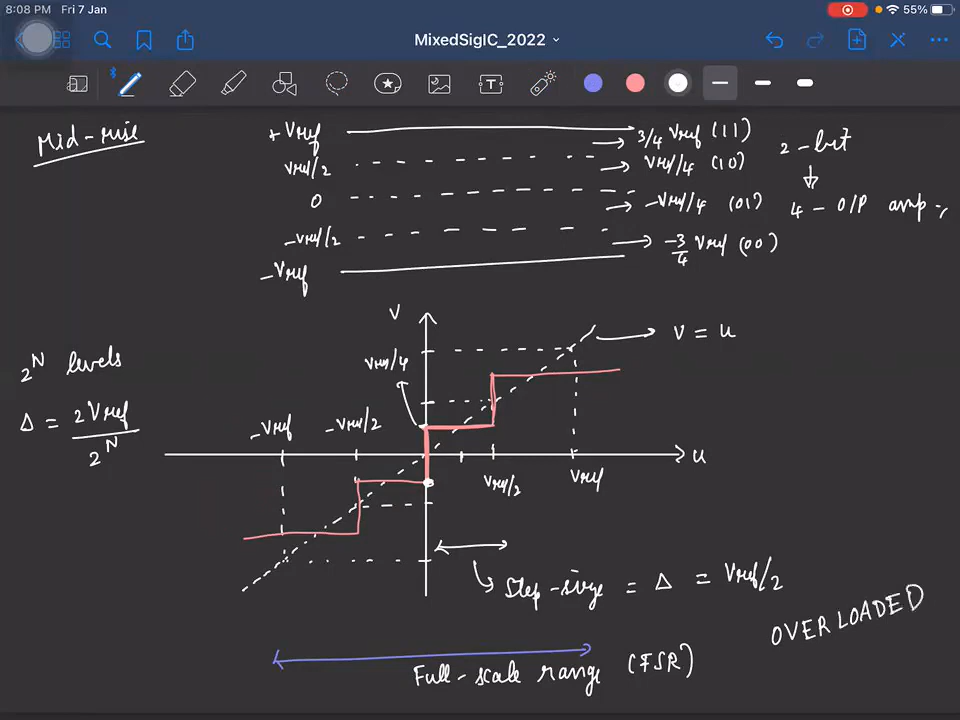 8:08 PM Fri 7 Jan
55%
MixedSigIC_2022
Mid-rise
+Vref
3/4 Vref (11)
2-bit
Vref/2
Vref/4 (10)
0
-Vref/4 (01)
4 - O/P amp
-Vref/2
-3/4 Vref (00)
-Vref
V
V = u
2^N levels
Vref/4
Δ = 2Vref / 2^N
-Vref
-Vref/2
u
Vref/2
Vref
Step-size = Δ = Vref/2
OVERLOADED
Full-scale range (FSR)